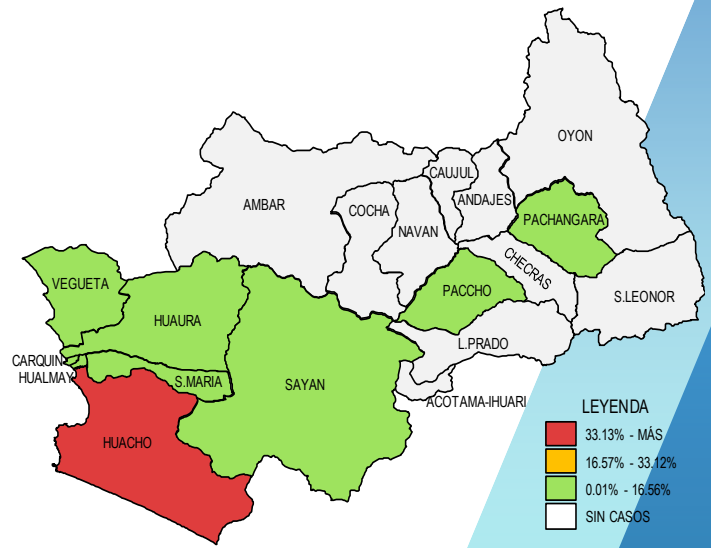 OYON
CAUJUL
ANDAJES
AMBAR
COCHA
NAVAN
PACHANGARA
CHECRAS
VEGUETA
PACCHO
S.LEONOR
HUAURA
L.PRADO
CARQUIN
HUALMAY
S.MARIA
SAYAN
ACOTAMA-IHUARI
HUACHO
LEYENDA
33.13% - MÁS
16.57% - 33.12%
0.01% - 16.56%
SIN CASOS